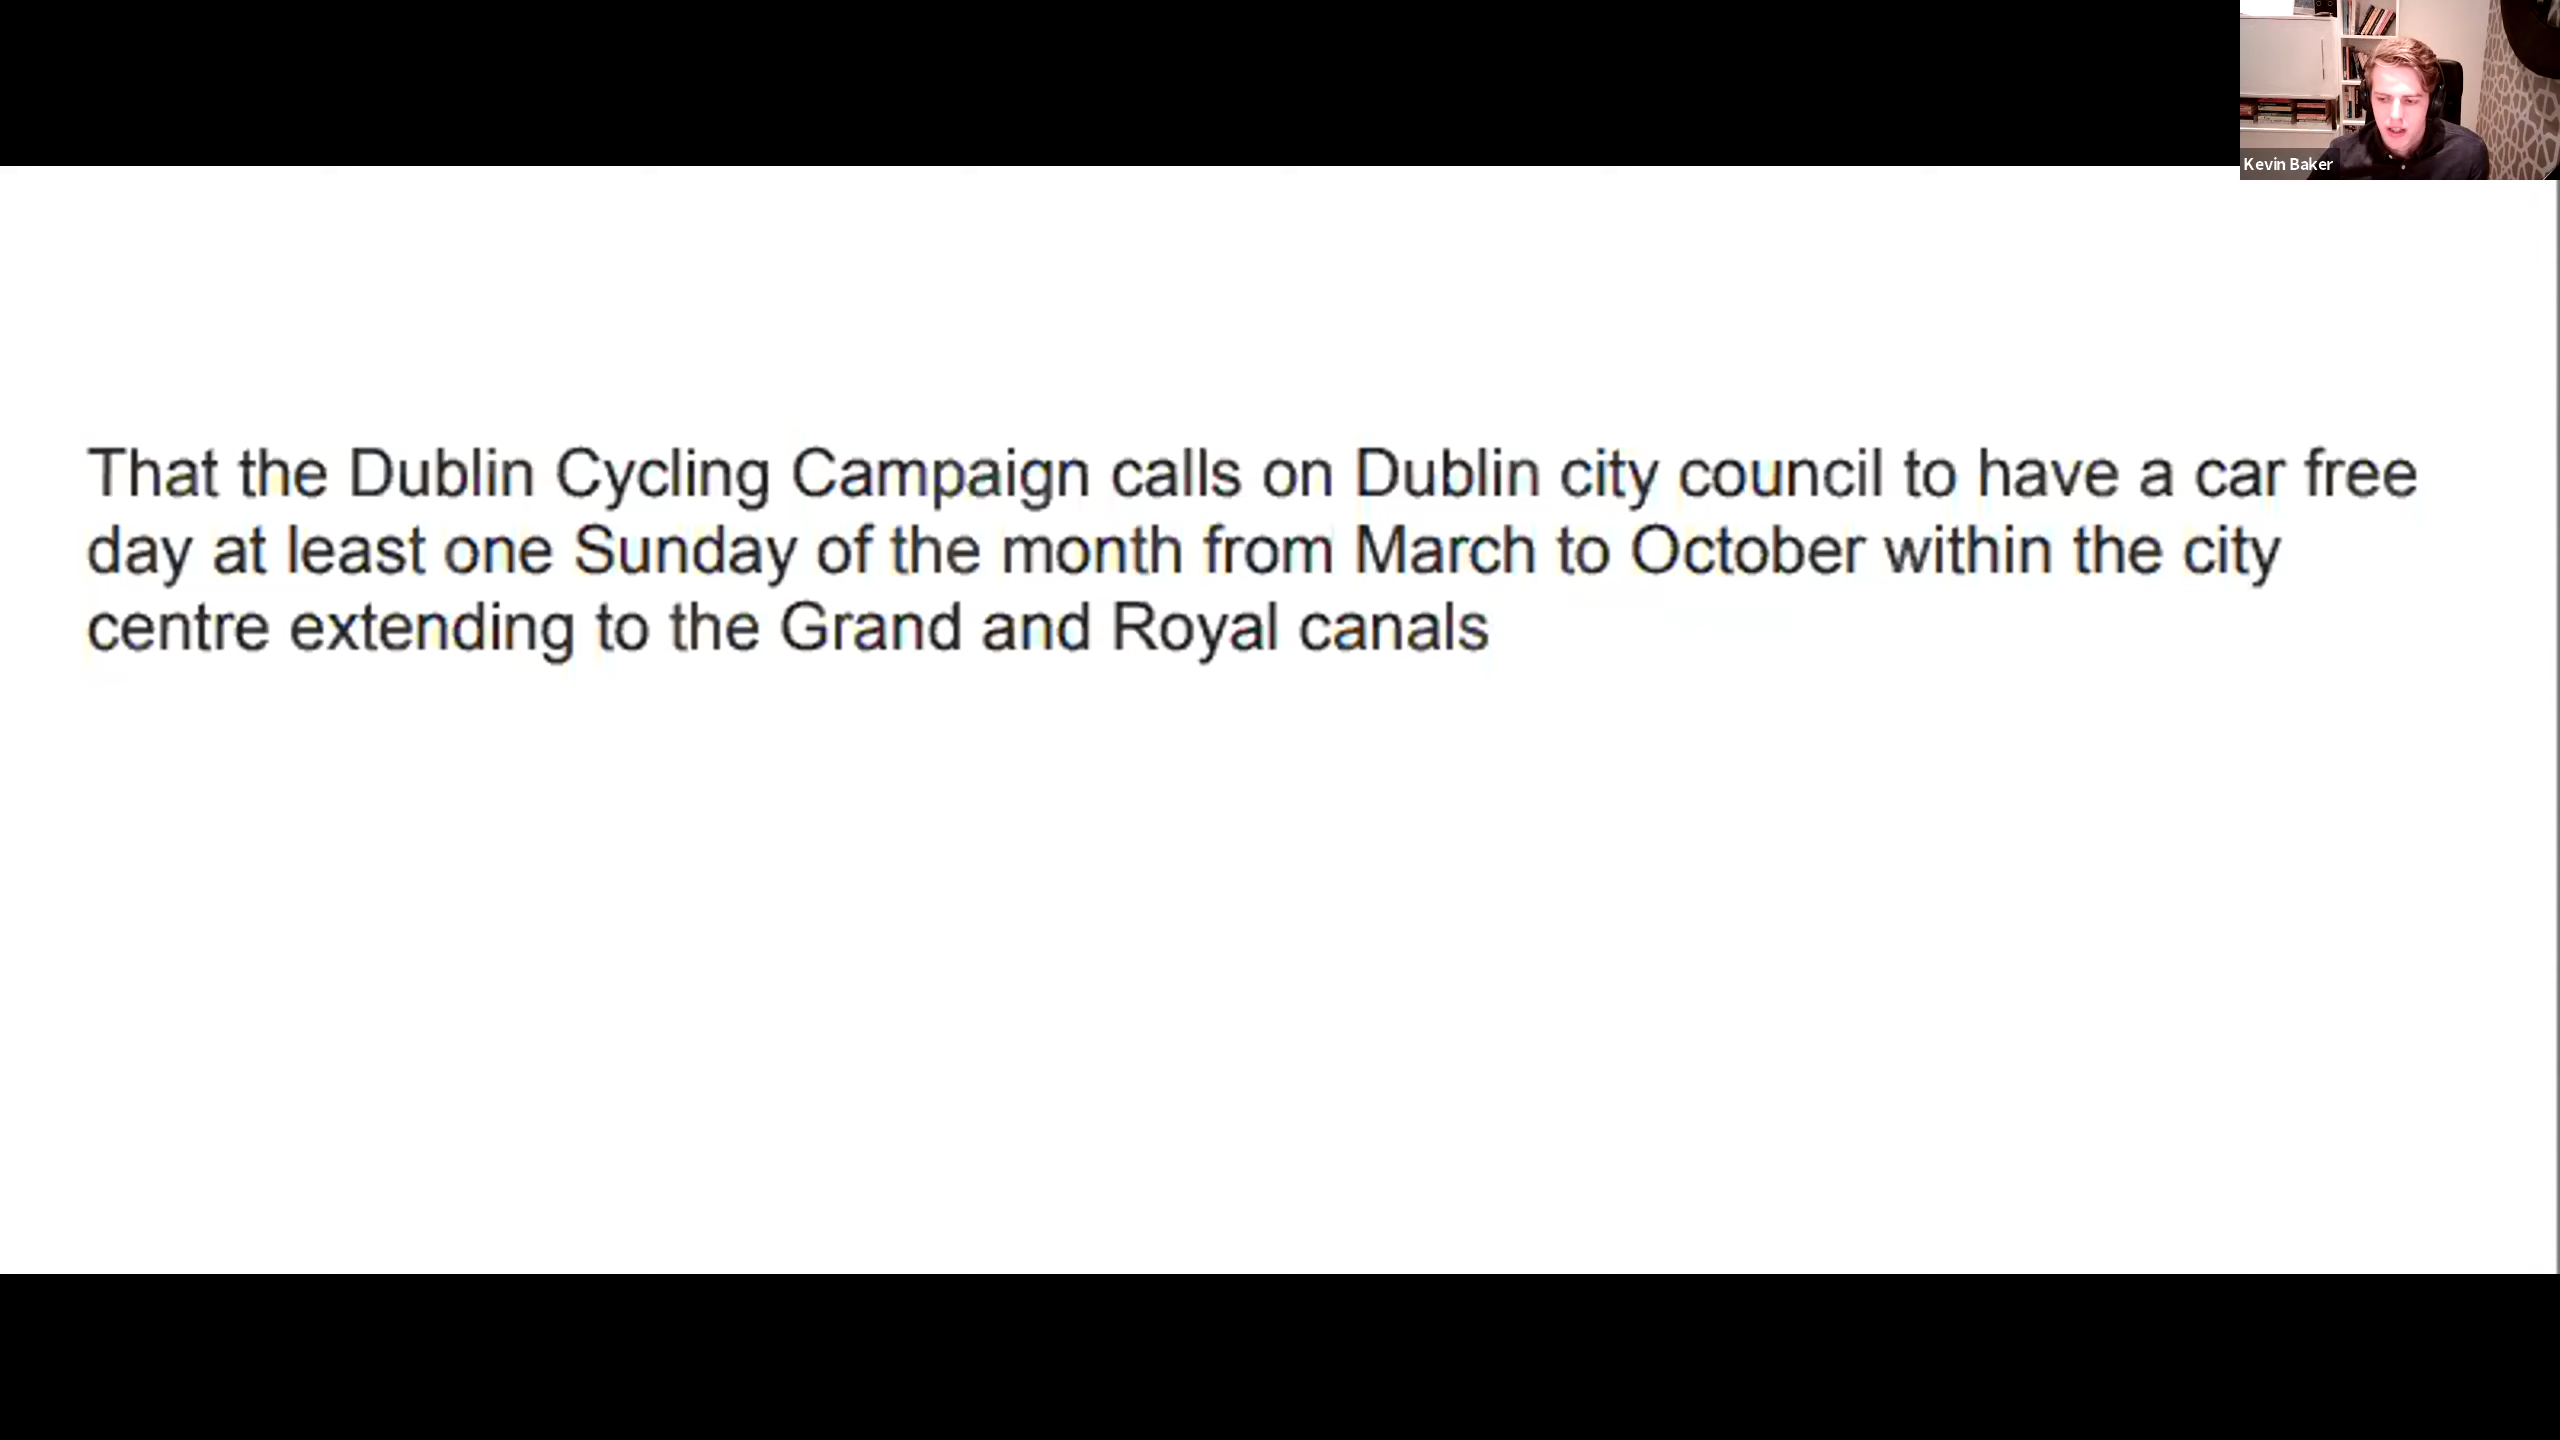 Kevin Baker
That the Dublin Cycling Campaign calls on Dublin city council to have a car free
day at least one Sunday of the month from March to October within the city
centre extending to the Grand and Royal canals